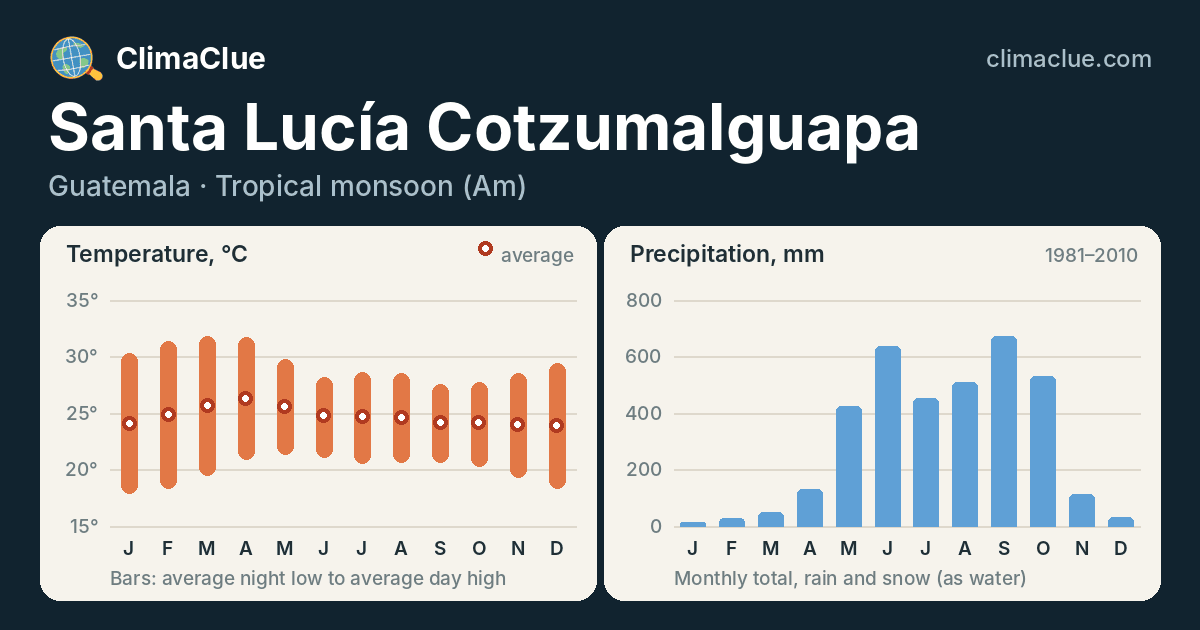 ClimaClue
climaclue.com
Santa Lucía Cotzumalguapa
Guatemala · Tropical monsoon (Am)
Temperature, °C
average
35°
30°
25°
20°
15°
J F M A M J J A S O N D
Bars: average night low to average day high
Precipitation, mm
1981–2010
800
600
400
200
0
J F M A M J J A S O N D
Monthly total, rain and snow (as water)